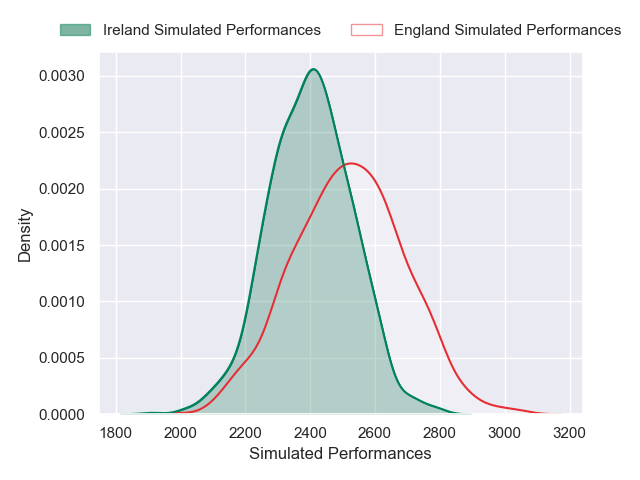 Ireland Simulated Performances England Simulated Performances
0.0030
0.0025
0.0020
0.0015
0.0010
0.0005
0.0000
Density
1800 2000 2200 2400 2600 2800 3000 3200
Simulated Performances